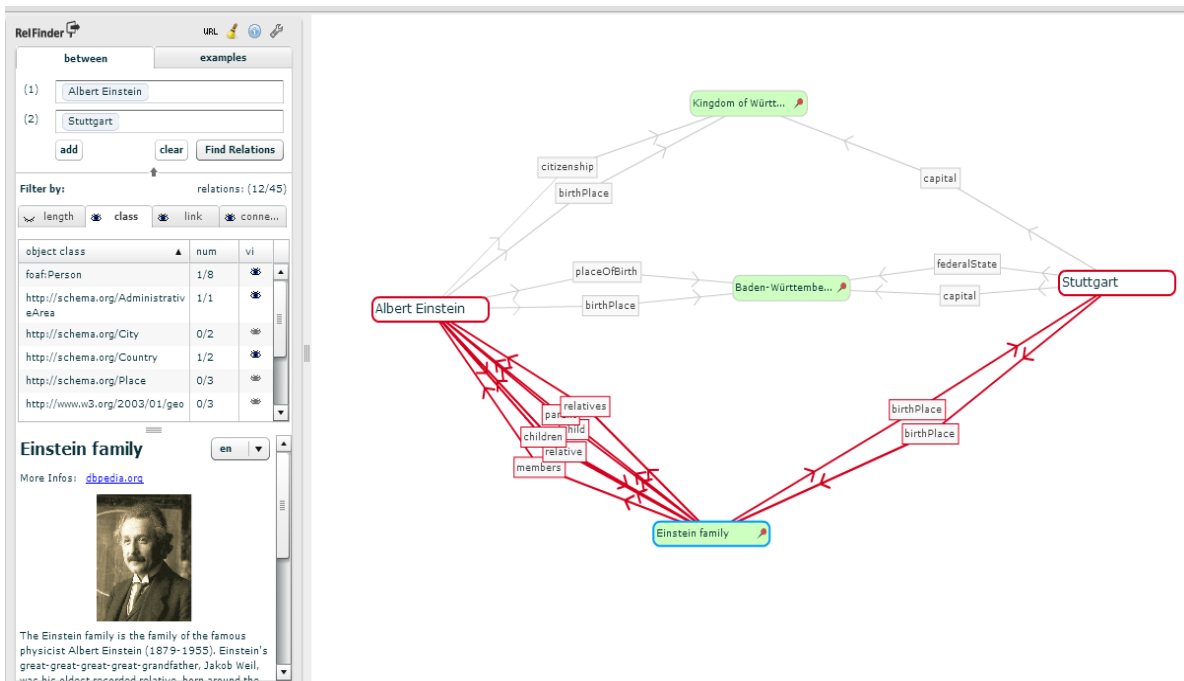 RelFinder
URL
between
examples
(1)
Albert Einstein
(2)
Stuttgart
add
clear
Find Relations
Filter by:
relations: (12/45)
length
class
link
conne...
object class
num
vi
foaf:Person
1/8
http://schema.org/Administrativ
eArea
1/1
http://schema.org/City
0/2
http://schema.org/Country
1/2
http://schema.org/Place
0/3
http://www.w3.org/2003/01/geo
0/3
Einstein family
en
More Infos: dbpedia.org
The Einstein family is the family of the famous
physicist Albert Einstein (1879-1955). Einstein's
great-great-great-great-grandfather, Jakob Weil,
was his oldest recorded relative, born around the
Kingdom of Württ...
citizenship
birthPlace
capital
placeOfBirth
federalState
Baden-Württembe...
birthPlace
capital
Albert Einstein
Stuttgart
relatives
children
relative
members
birthPlace
birthPlace
Einstein family